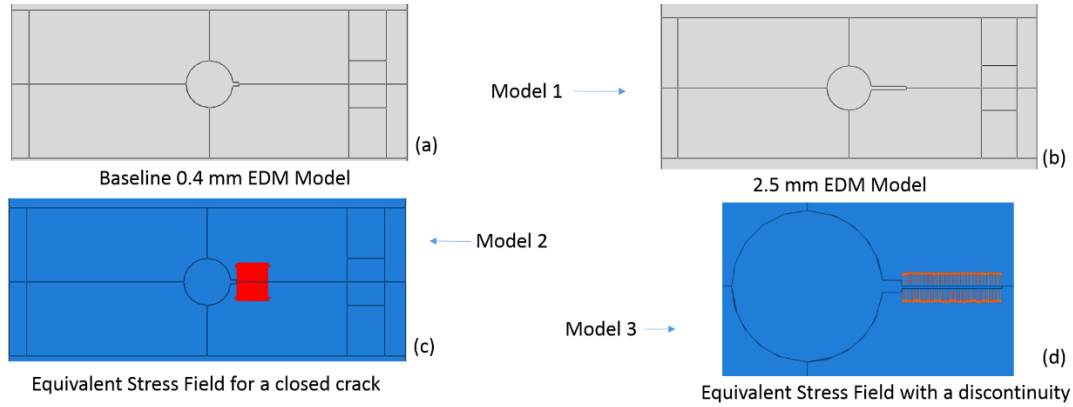 (a)
Model 1
(b)
Baseline 0.4 mm EDM Model
2.5 mm EDM Model
Model 2
Model 3
(c)
(d)
Equivalent Stress Field for a closed crack
Equivalent Stress Field with a discontinuity